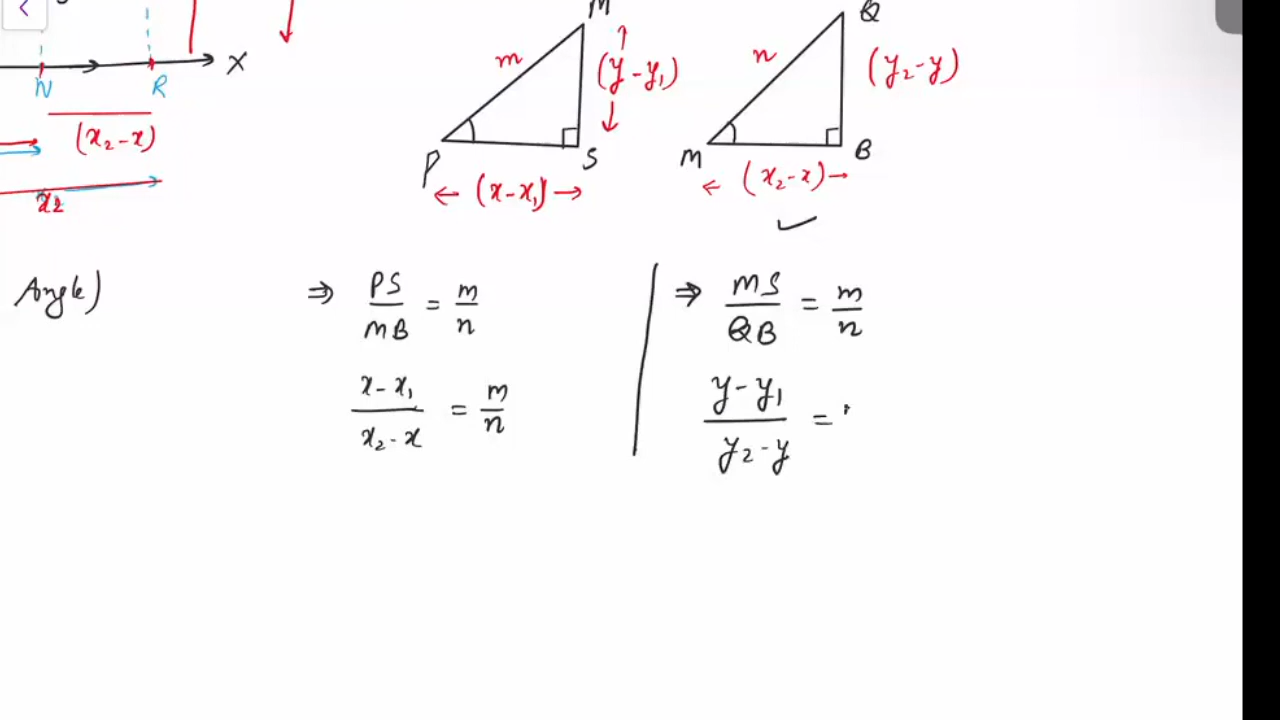 M
Q
m
(y - y₁)
n
(y₂ - y)
X
N
R
(x₂ - x)
P
S
M
B
(x - x₁)
(x₂ - x)
x₂
Angle)
⇒ PS/MB = m/n
⇒ MS/QB = m/n
x - x₁/x₂ - x = m/n
y - y₁/y₂ - y =